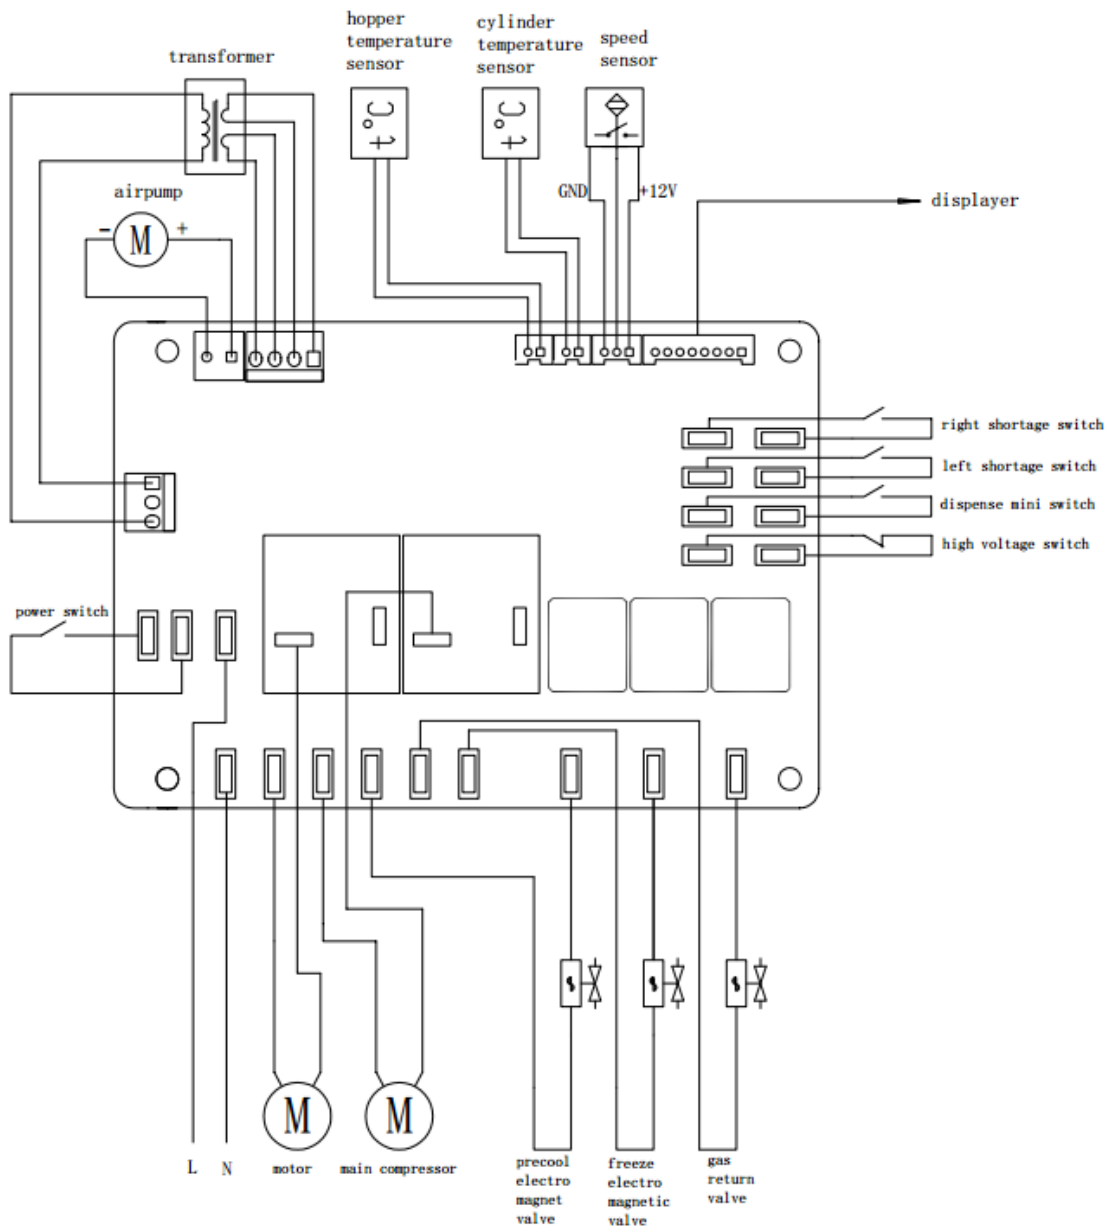 hopper
temperature
sensor
cylinder
temperature
sensor
speed
sensor
transformer
t°C
t°C
GND
+12V
displayer
airpump
- M +
right shortage switch
left shortage switch
dispense mini switch
high voltage switch
power switch
M
M
L
N
motor
main compressor
precool
electro
magnet
valve
freeze
electro
magnetic
valve
gas
return
valve